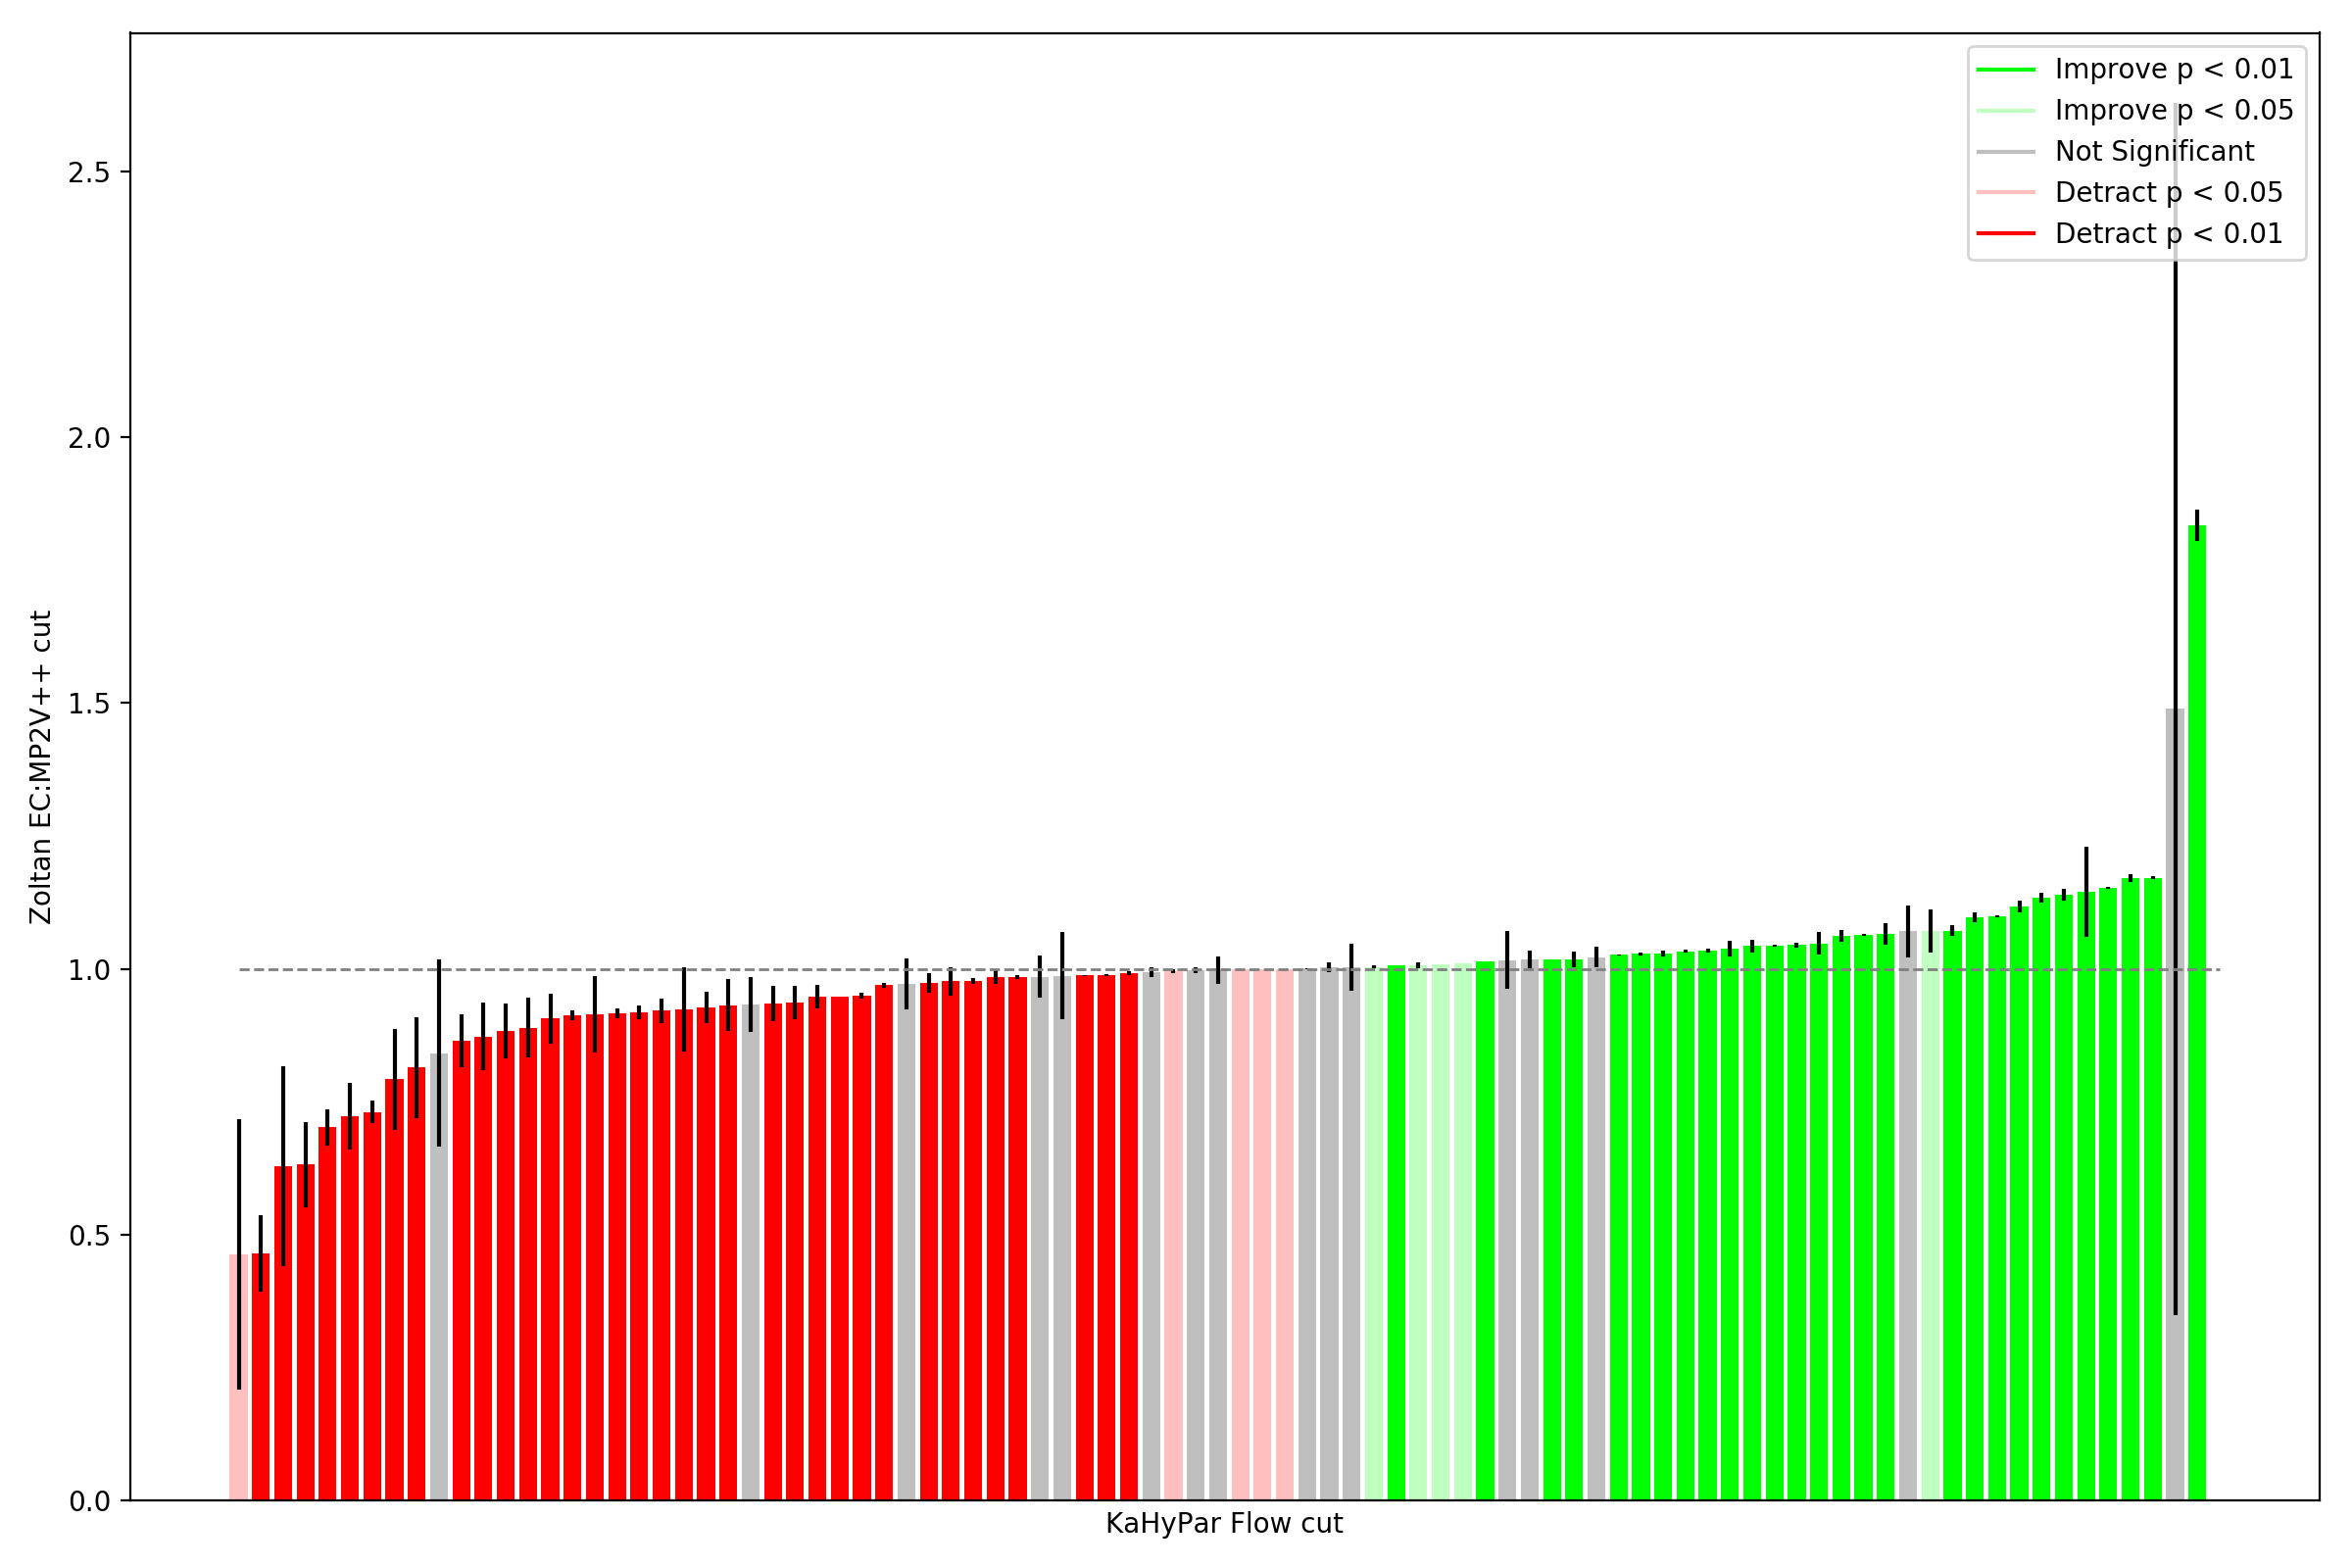 Improve p < 0.01
Improve p < 0.05
Not Significant
Detract p < 0.05
Detract p < 0.01
2.5
2.0
1.5
1.0
0.5
0.0
Zoltan EC:MP2V++ cut
KaHyPar Flow cut